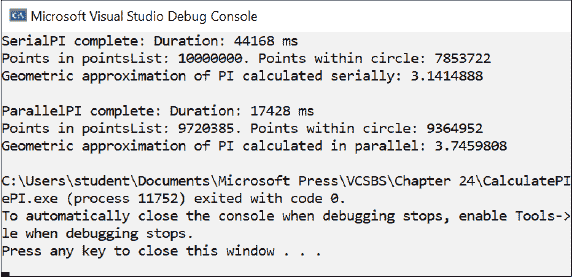 Microsoft Visual Studio Debug Console
SerialPI complete: Duration: 44168 ms
Points in pointsList: 10000000. Points within circle: 7853722
Geometric approximation of PI calculated serially: 3.1414888
ParallelPI complete: Duration: 17428 ms
Points in pointsList: 9720385. Points within circle: 9364952
Geometric approximation of PI calculated in parallel: 3.7459808
C:\Users\student\Documents\Microsoft Press\VCSBS\Chapter 24\CalculatePI
ePI.exe (process 11752) exited with code 0.
To automatically close the console when debugging stops, enable Tools->
le when debugging stops.
Press any key to close this window . . .